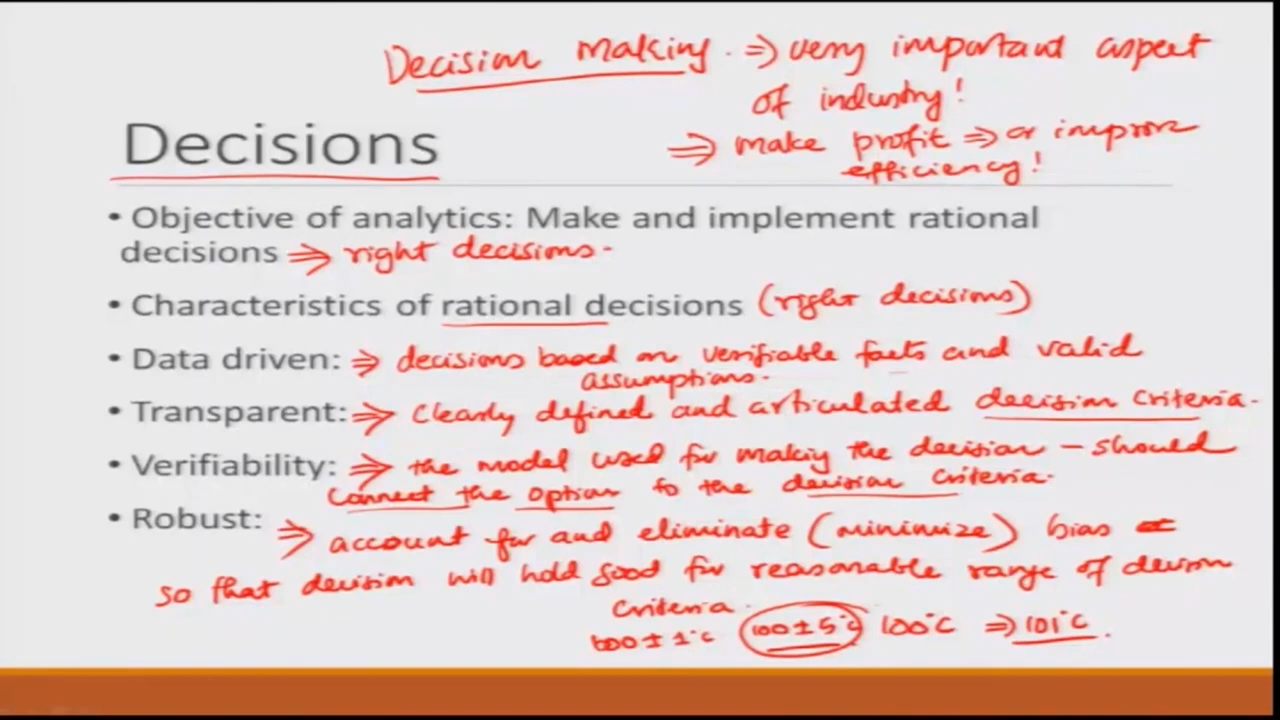 Decision making ⇒ very important aspect
of industry!
Decisions
⇒ make profit ⇒ or improve
efficiency!
• Objective of analytics: Make and implement rational
decisions ⇒ right decisions.
• Characteristics of rational decisions (right decisions)
• Data driven: ⇒ decisions based on verifiable facts and valid
assumptions.
• Transparent: ⇒ clearly defined and articulated decision criteria.
• Verifiability: ⇒ the model used for making the decision – should
connect the options to the decision criteria.
• Robust: ⇒ account for and eliminate (minimize) bias
so that decision will hold good for reasonable range of decision
criteria.
100 ± 1°C 100 ± 5°C 100°C ⇒ 101°C.